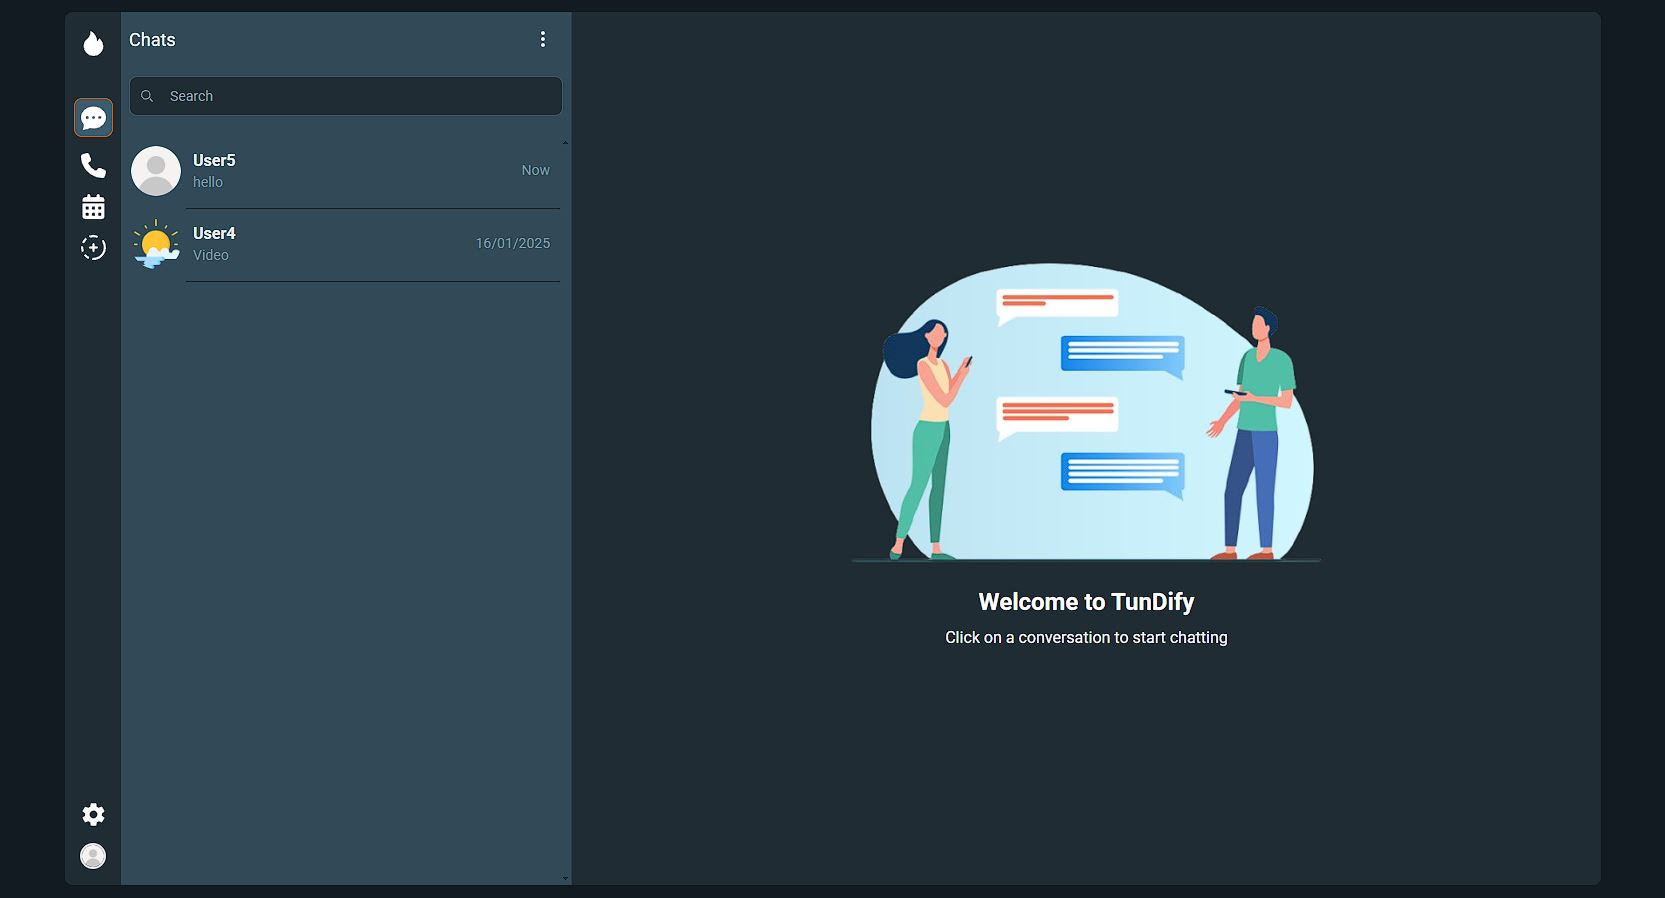 Chats
Search
User5
hello
Now
User4
Video
16/01/2025
Welcome to TunDify
Click on a conversation to start chatting